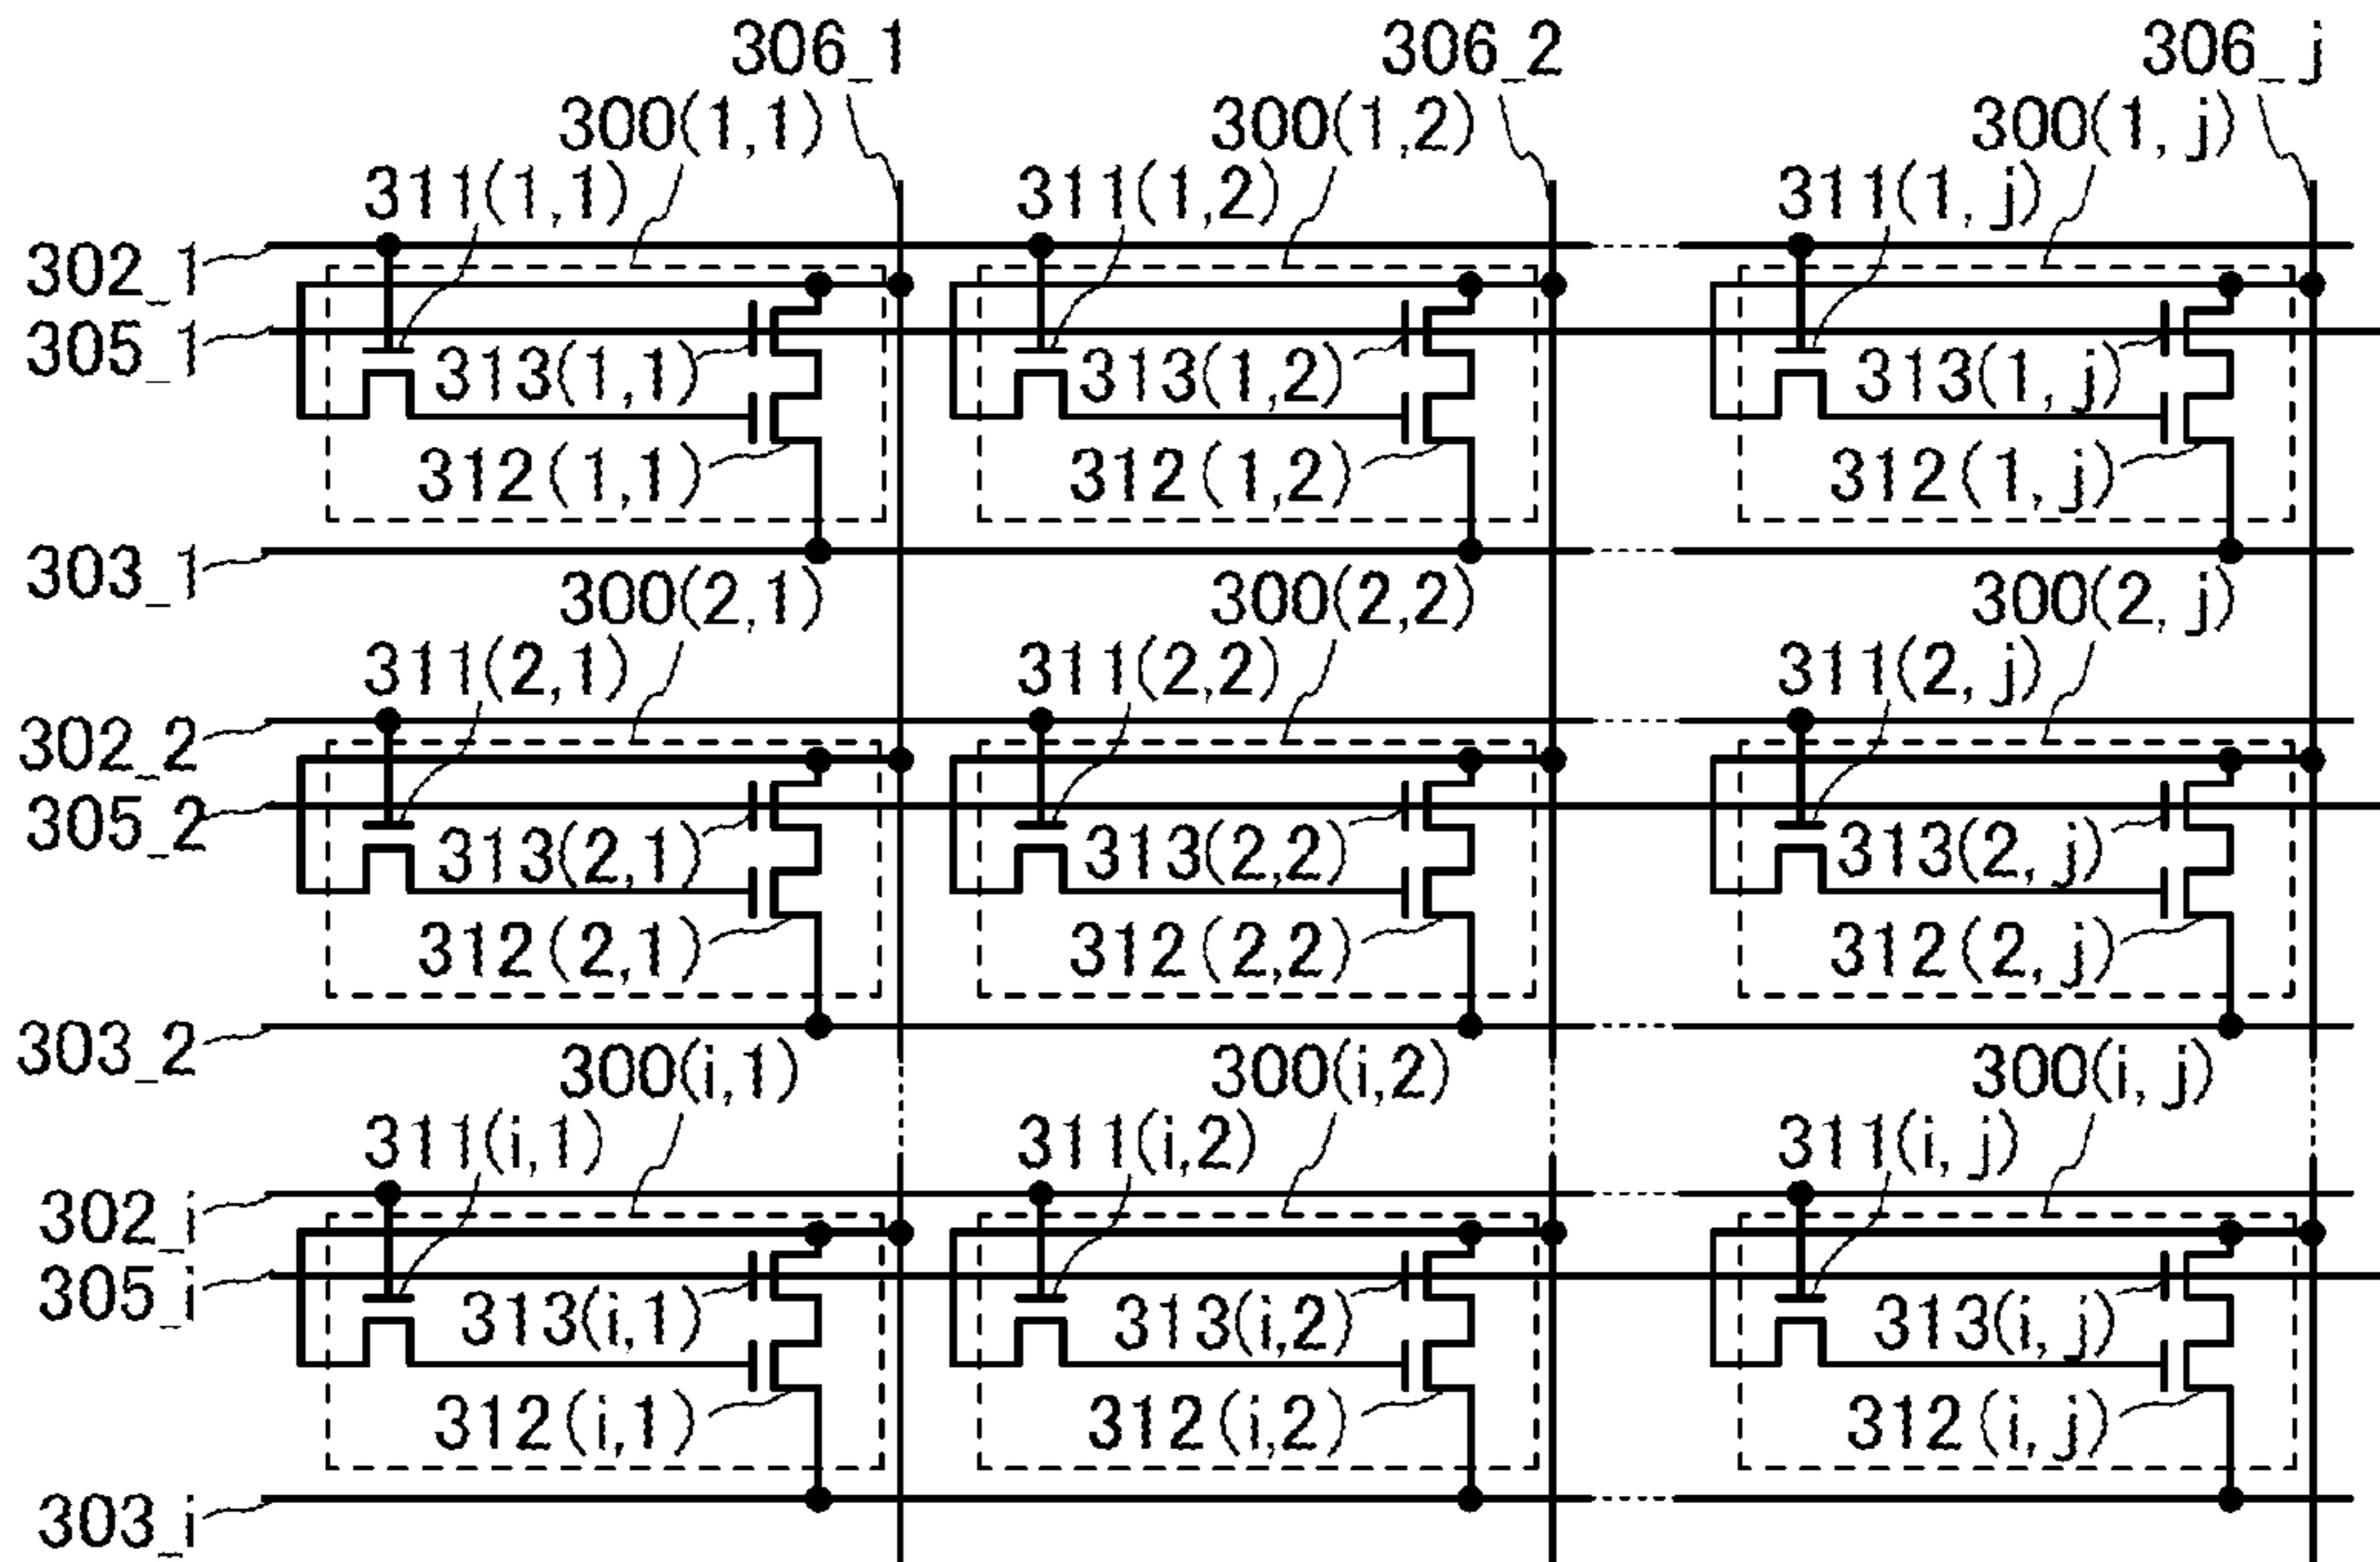 306_1 306_2 306_j
300(1,1) 300(1,2) 300(1, j)
311(1,1) 311(1,2) 311(1, j)
302_1
305_1
313(1,1) 313(1,2) 313(1, j)
312(1,1) 312(1,2) 312(1, j)
303_1
300(2,1) 300(2,2) 300(2, j)
311(2,1) 311(2,2) 311(2, j)
302_2
305_2
313(2,1) 313(2,2) 313(2, j)
312(2,1) 312(2,2) 312(2, j)
303_2
300(i,1) 300(i,2) 300(i, j)
311(i,1) 311(i,2) 311(i, j)
302_i
305_i
313(i,1) 313(i,2) 313(i, j)
312(i,1) 312(i,2) 312(i, j)
303_i